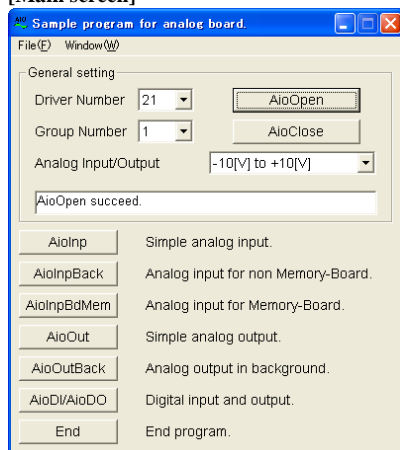 [Main screen]
AIO Sample program for analog board.
File(F) Window(W)
General setting
Driver Number 21 AioOpen
Group Number 1 AioClose
Analog Input/Output -10[V] to +10[V]
AioOpen succeed.
AioInp Simple analog input.
AioInpBack Analog input for non Memory-Board.
AioInpBdMem Analog input for Memory-Board.
AioOut Simple analog output.
AioOutBack Analog output in background.
AioDI/AioDO Digital input and output.
End End program.